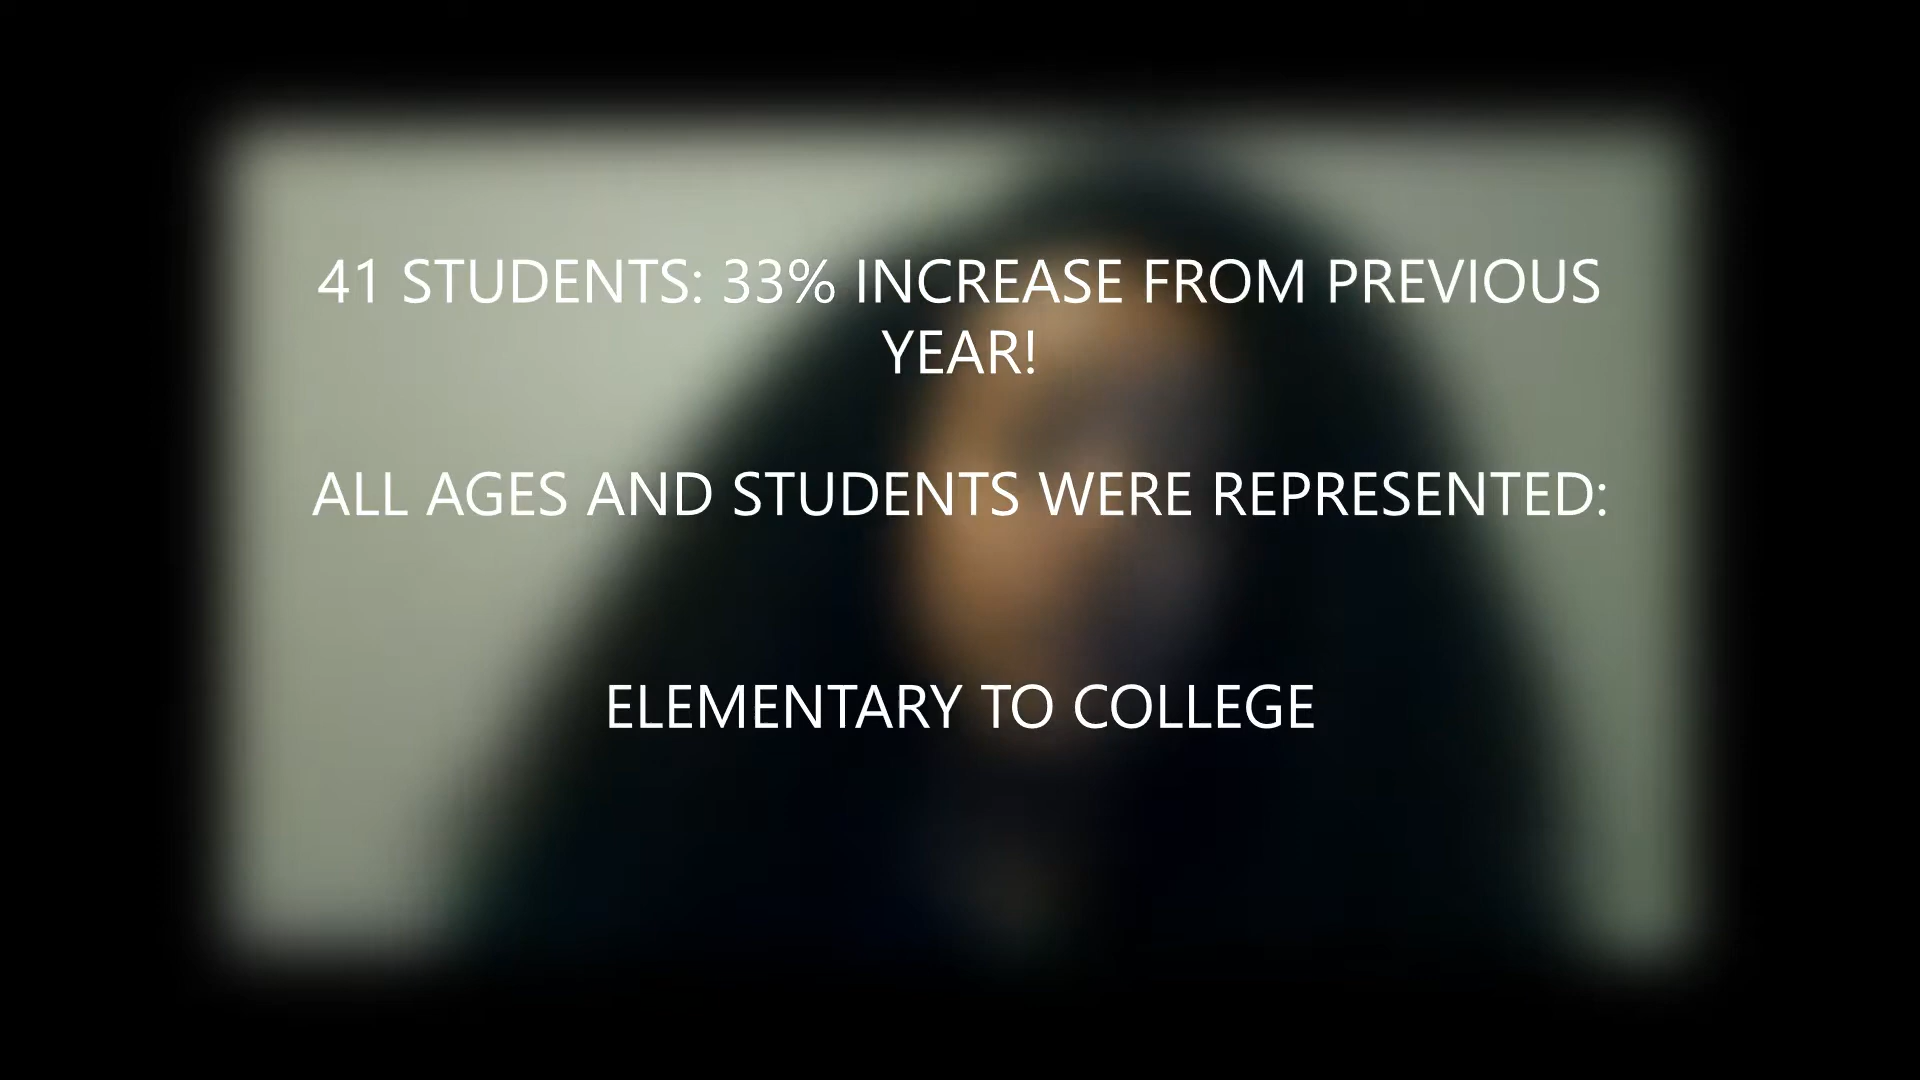 41 STUDENTS: 33% INCREASE FROM PREVIOUS
YEAR!
ALL AGES AND STUDENTS WERE REPRESENTED:
ELEMENTARY TO COLLEGE